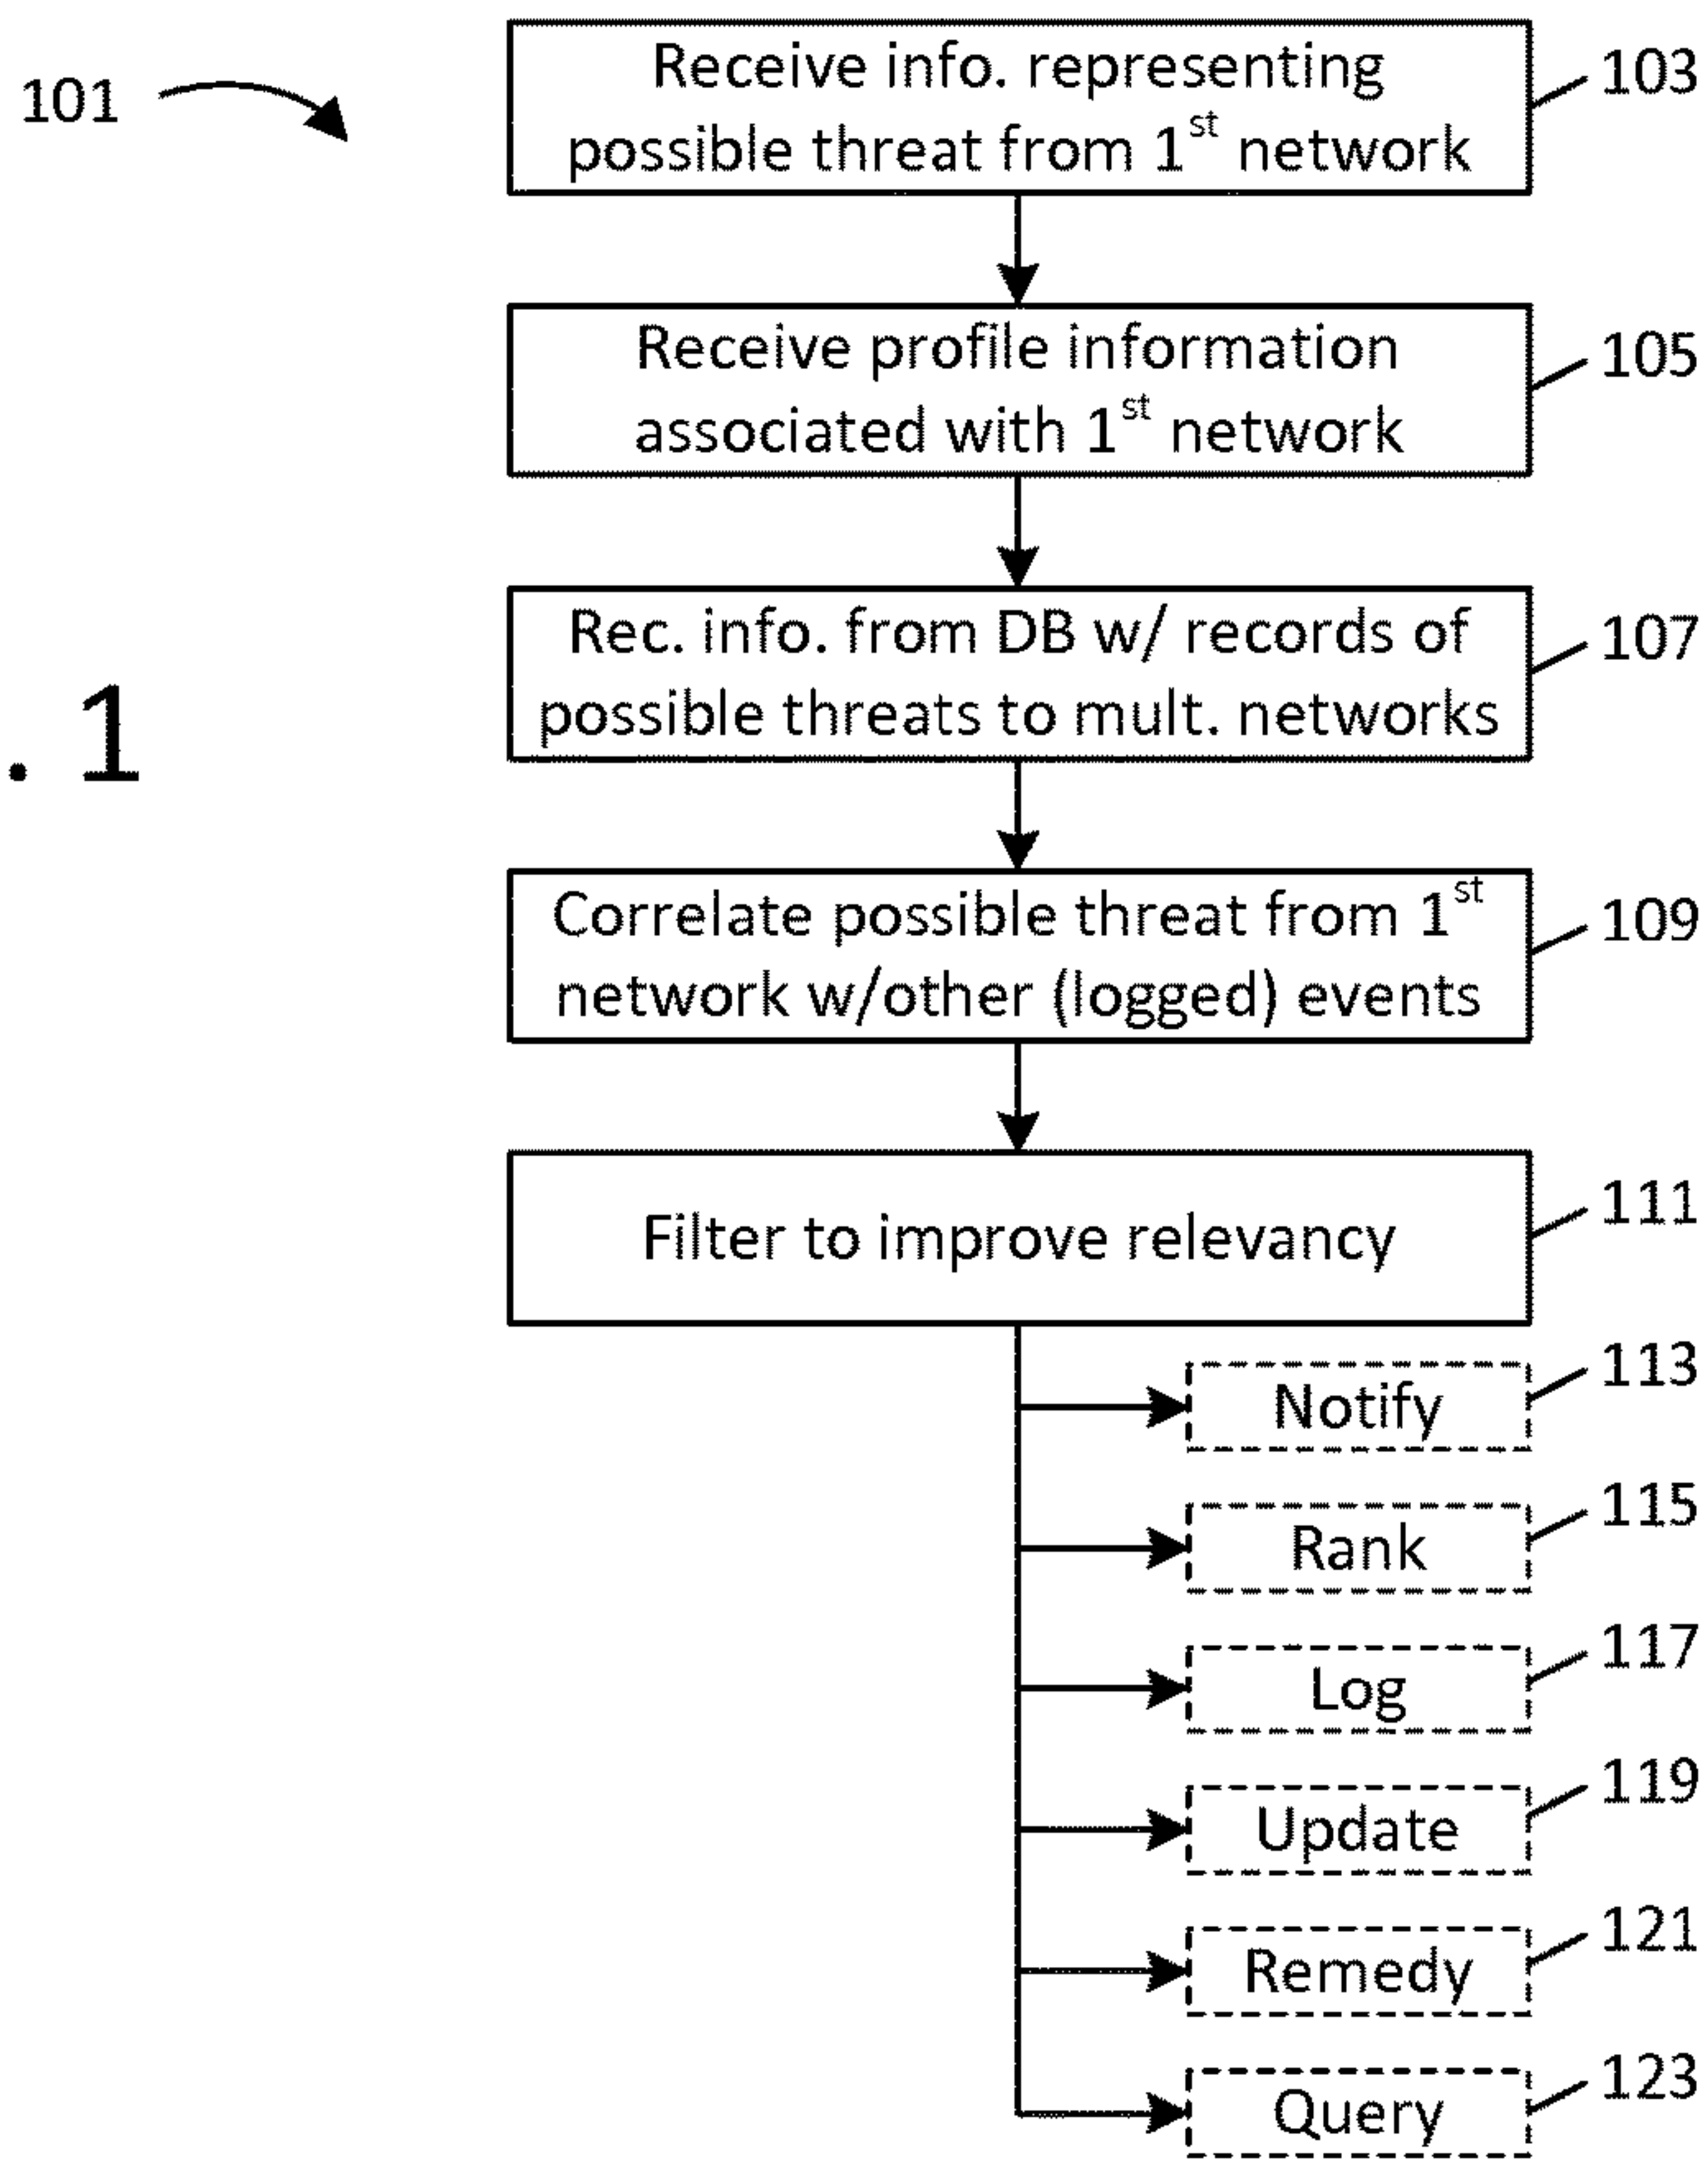 101
Receive info. representing
possible threat from 1st network
103
Receive profile information
associated with 1st network
105
Rec. info. from DB w/ records of
possible threats to mult. networks
107
. 1
Correlate possible threat from 1st
network w/other (logged) events
109
Filter to improve relevancy
111
Notify
113
Rank
115
Log
117
Update
119
Remedy
121
Query
123